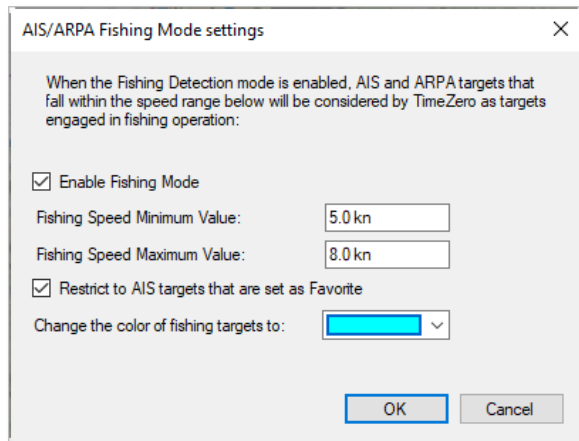 AIS/ARPA Fishing Mode settings
When the Fishing Detection mode is enabled, AIS and ARPA targets that
fall within the speed range below will be considered by TimeZero as targets
engaged in fishing operation:
Enable Fishing Mode
Fishing Speed Minimum Value: 5.0 kn
Fishing Speed Maximum Value: 8.0 kn
Restrict to AIS targets that are set as Favorite
Change the color of fishing targets to:
OK Cancel